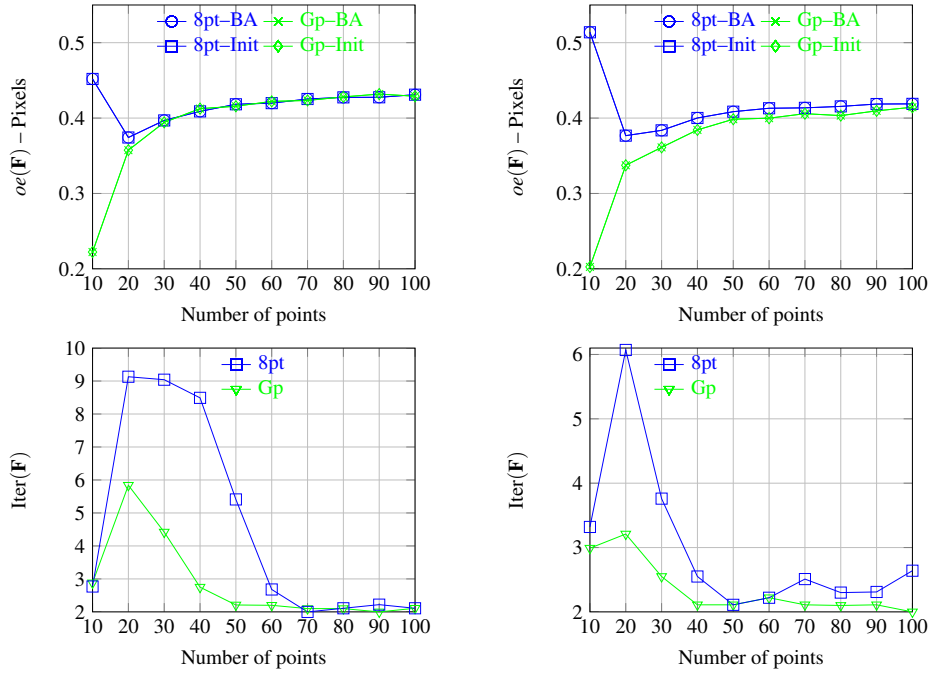 8pt–BA Gp–BA
8pt–Init Gp–Init
0.5
0.4
0.3
0.2
oe(F) – Pixels
10 20 30 40 50 60 70 80 90 100
Number of points
8pt–BA Gp–BA
8pt–Init Gp–Init
0.5
0.4
0.3
0.2
oe(F) – Pixels
10 20 30 40 50 60 70 80 90 100
Number of points
8pt
Gp
10
9
8
7
6
5
4
3
2
Iter(F)
10 20 30 40 50 60 70 80 90 100
Number of points
8pt
Gp
6
5
4
3
2
Iter(F)
10 20 30 40 50 60 70 80 90 100
Number of points